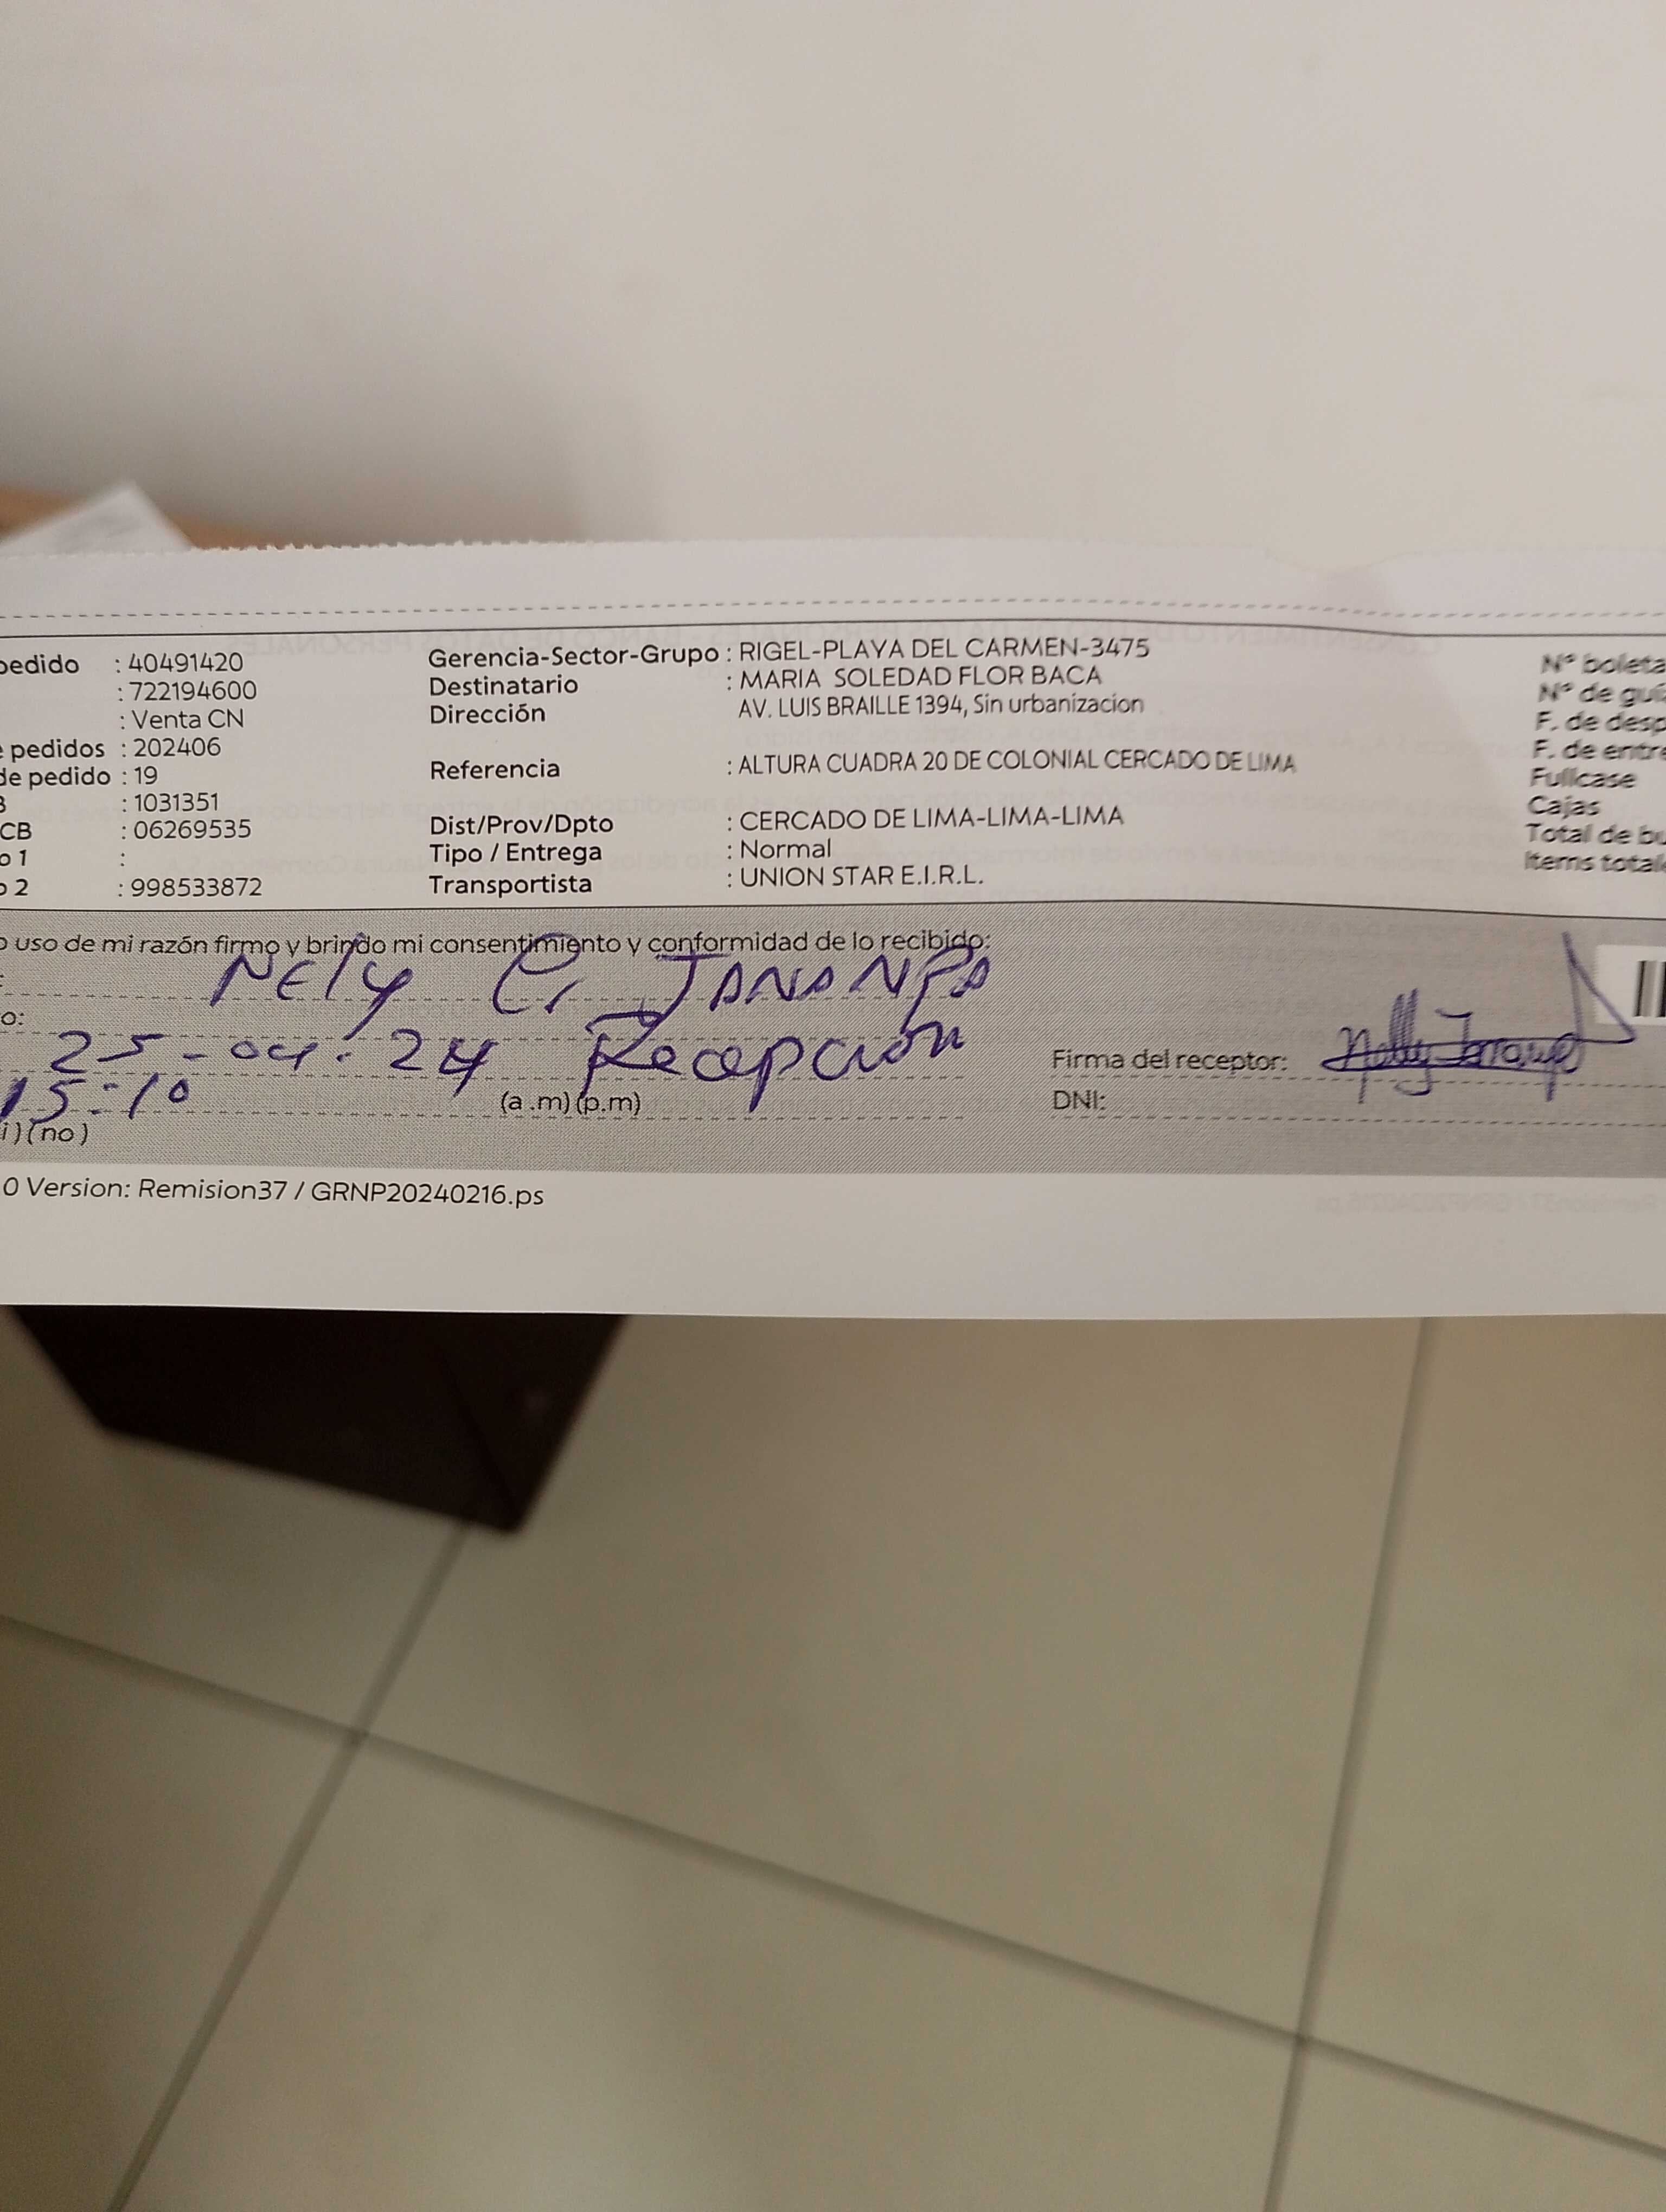 pedido : 40491420
: 722194600
: Venta CN
pedidos : 202406
de pedido : 19
: 1031351
CB : 06269535
o 1 :
o 2 : 998533872
Gerencia-Sector-Grupo : RIGEL-PLAYA DEL CARMEN-3475
Destinatario : MARIA SOLEDAD FLOR BACA
Dirección AV. LUIS BRAILLE 1394, Sin urbanizacion
Referencia : ALTURA CUADRA 20 DE COLONIAL CERCADO DE LIMA
Dist/Prov/Dpto : CERCADO DE LIMA-LIMA-LIMA
Tipo / Entrega : Normal
Transportista : UNION STAR E.I.R.L.
N° boleta
N° de guía
F. de desp
F. de entre
Fullcase
Cajas
Total de bu
Items totale
o uso de mi razón firmo y brindo mi consentimiento y conformidad de lo recibido:
NEly
o:
25-04-24 Recepción
15:10 (a .m) (p.m)
i) (no)
Firma del receptor:
DNI:
0 Version: Remision37 / GRNP20240216.ps